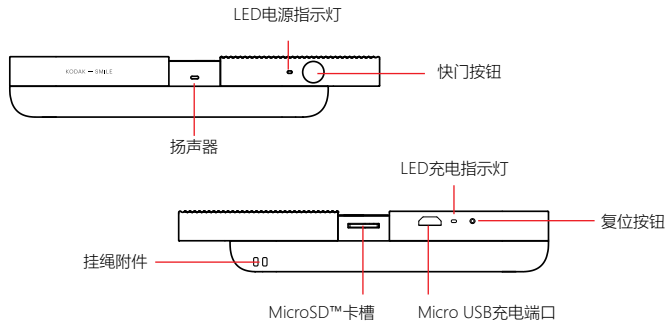 LED电源指示灯
KODAK — SMILE
快门按钮
扬声器
LED充电指示灯
复位按钮
挂绳附件
MicroSD™卡槽
Micro USB充电端口